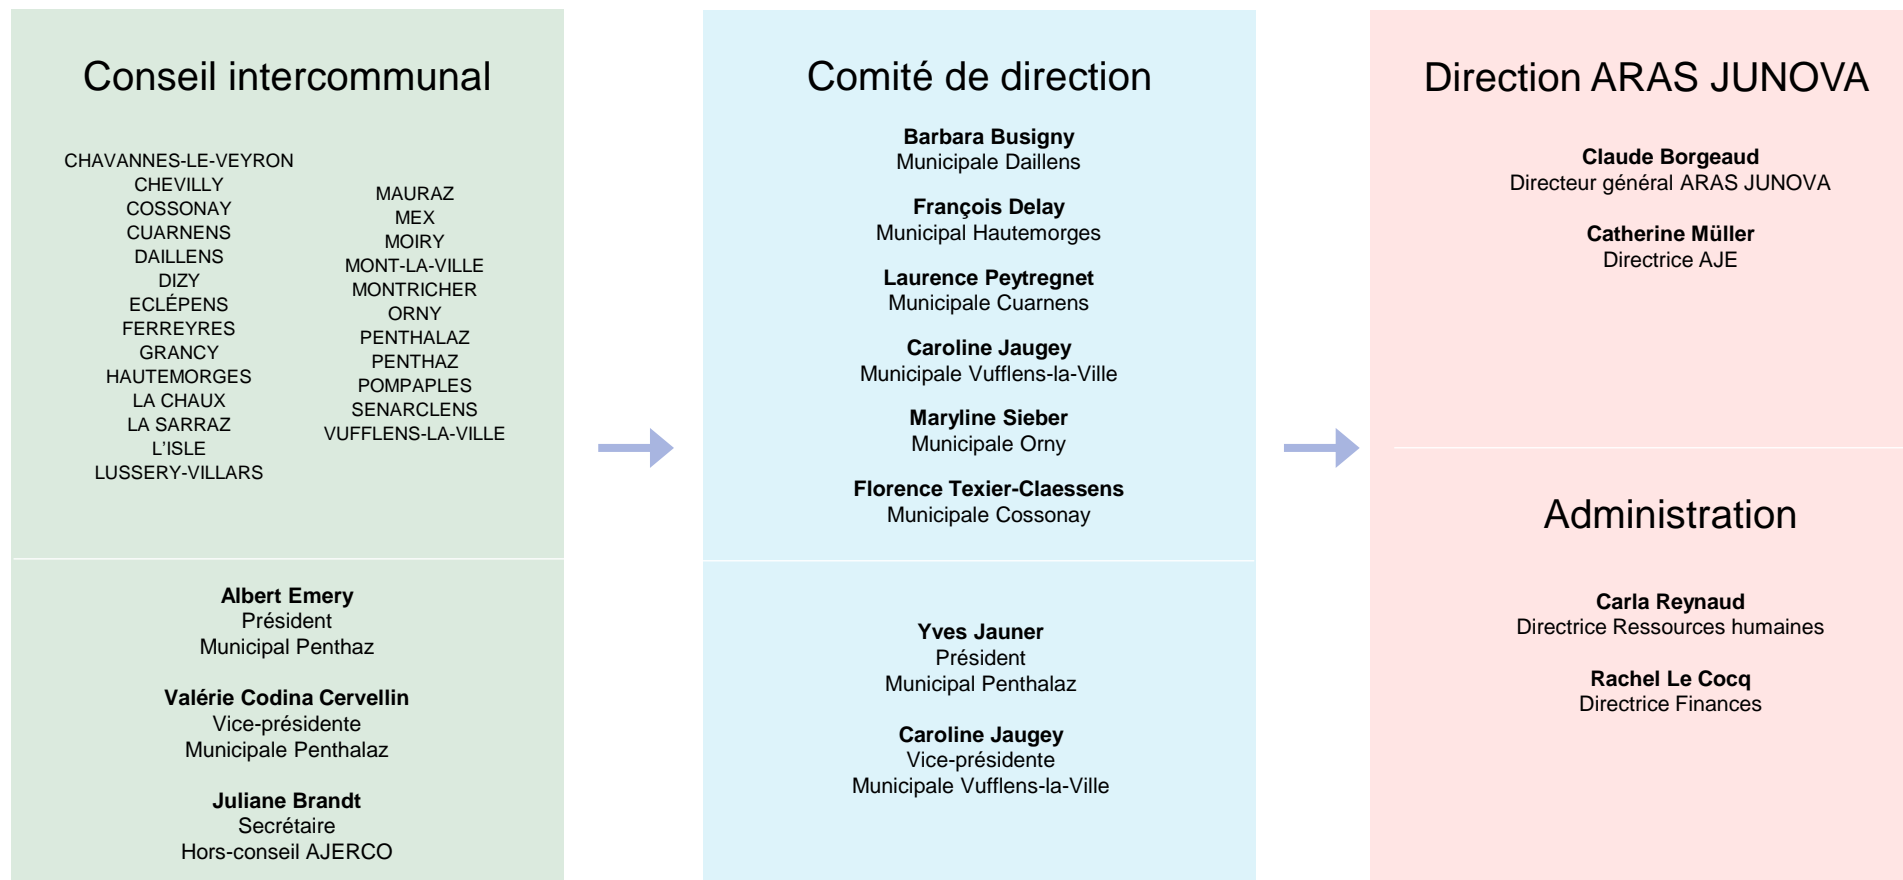 Conseil intercommunal
CHAVANNES-LE-VEYRON
CHEVILLY
COSSONAY
CUARNENS
DAILLENS
DIZY
ECLÉPENS
FERREYRES
GRANCY
HAUTEMORGES
LA CHAUX
LA SARRAZ
L'ISLE
LUSSERY-VILLARS
MAURAZ
MEX
MOIRY
MONT-LA-VILLE
MONTRICHER
ORNY
PENTHALAZ
PENTHAZ
POMPAPLES
SENARCLENS
VUFFLENS-LA-VILLE
Albert Emery
Président
Municipal Penthaz
Valérie Codina Cervellin
Vice-présidente
Municipale Penthalaz
Juliane Brandt
Secrétaire
Hors-conseil AJERCO
Comité de direction
Barbara Busigny
Municipale Daillens
François Delay
Municipal Hautemorges
Laurence Peytregnet
Municipale Cuarnens
Caroline Jaugey
Municipale Vufflens-la-Ville
Maryline Sieber
Municipale Orny
Florence Texier-Claessens
Municipale Cossonay
Yves Jauner
Président
Municipal Penthalaz
Caroline Jaugey
Vice-présidente
Municipale Vufflens-la-Ville
Direction ARAS JUNOVA
Claude Borgeaud
Directeur général ARAS JUNOVA
Catherine Müller
Directrice AJE
Administration
Carla Reynaud
Directrice Ressources humaines
Rachel Le Cocq
Directrice Finances